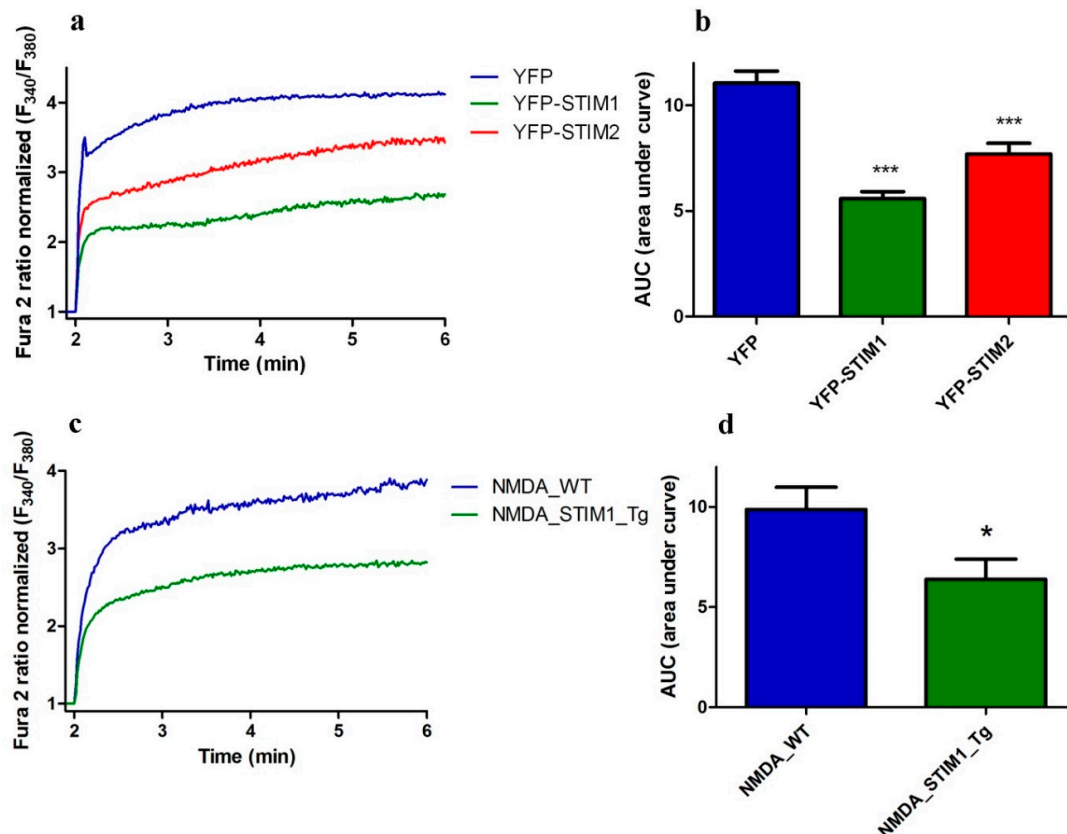 a
Fura 2 ratio normalized (F340/F380)
4
3
2
1
2 3 4 5 6
Time (min)
YFP
YFP-STIM1
YFP-STIM2
b
AUC (area under curve)
10
5
0
***
***
YFP
YFP-STIM1
YFP-STIM2
c
Fura 2 ratio normalized (F340/F380)
4
3
2
1
2 3 4 5 6
Time (min)
NMDA_WT
NMDA_STIM1_Tg
d
AUC (area under curve)
10
5
0
*
NMDA_WT
NMDA_STIM1_Tg